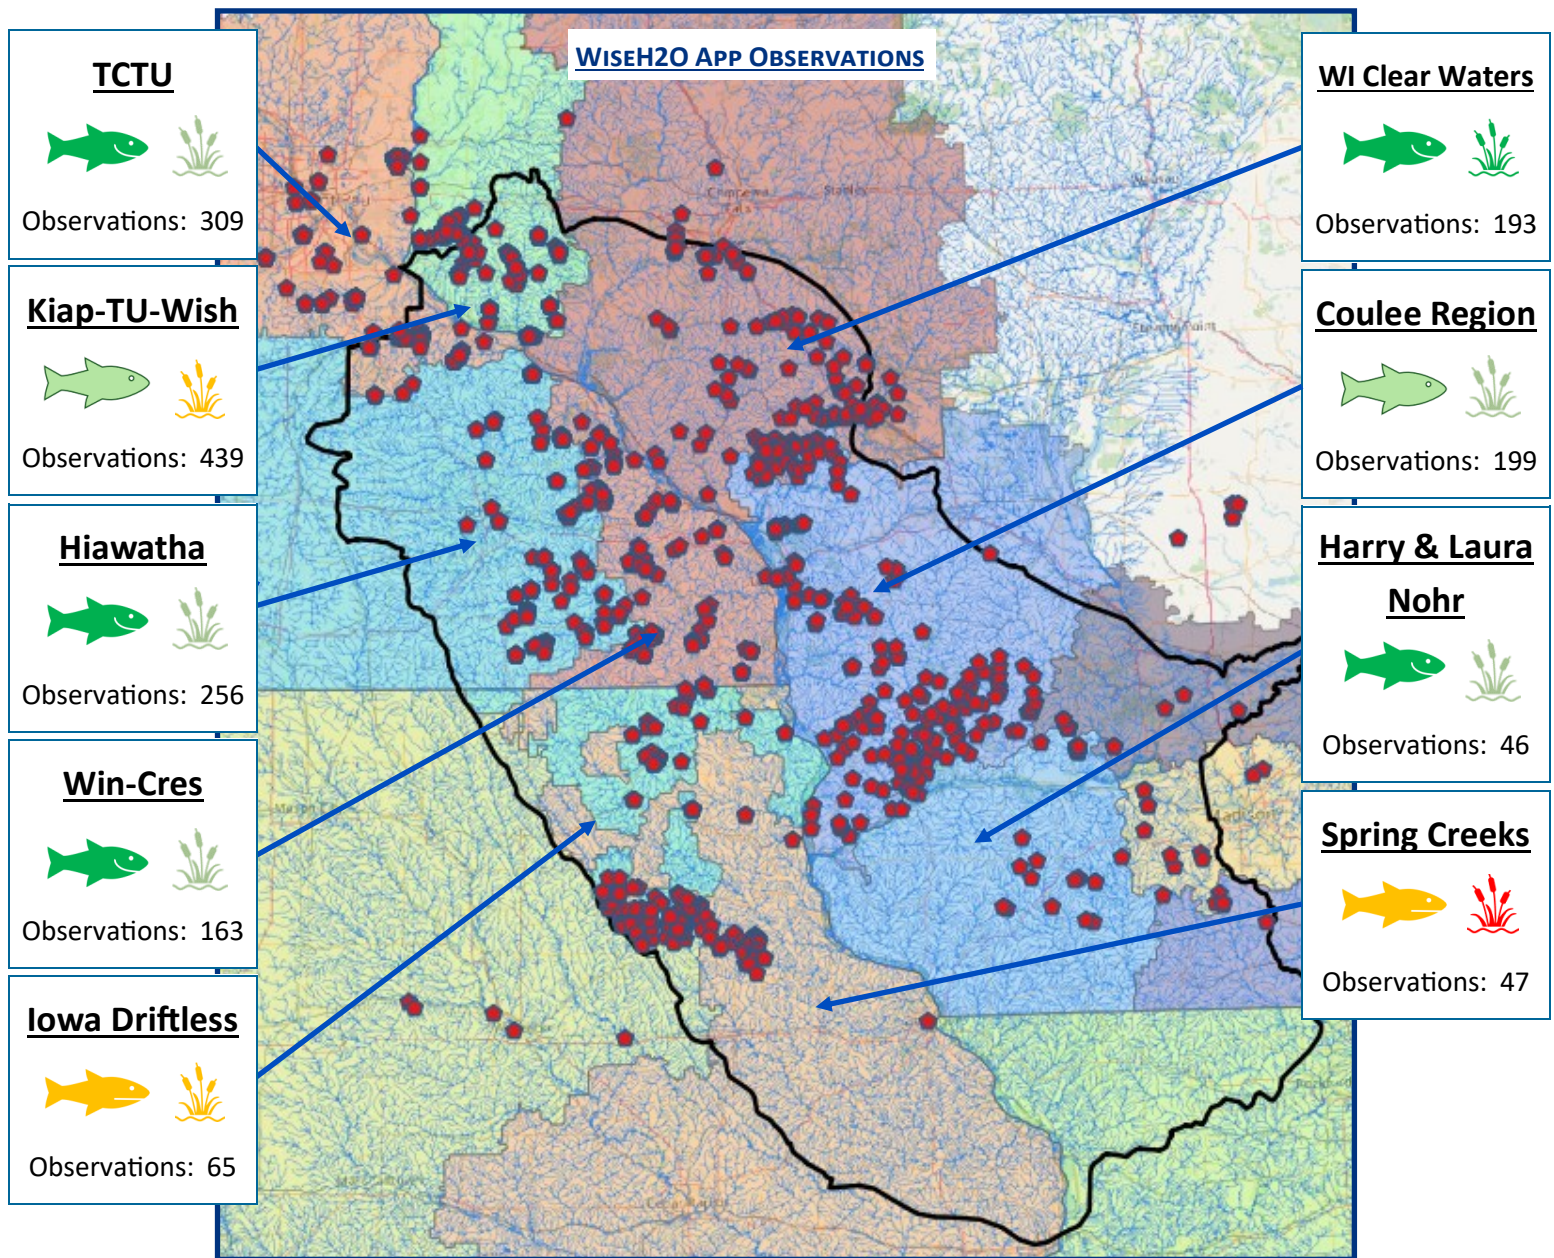 WISEH2O APP OBSERVATIONS
TCTU
Observations: 309
Kiap-TU-Wish
Observations: 439
Hiawatha
Observations: 256
Win-Cres
Observations: 163
Iowa Driftless
Observations: 65
WI Clear Waters
Observations: 193
Coulee Region
Observations: 199
Harry & Laura
Nohr
Observations: 46
Spring Creeks
Observations: 47